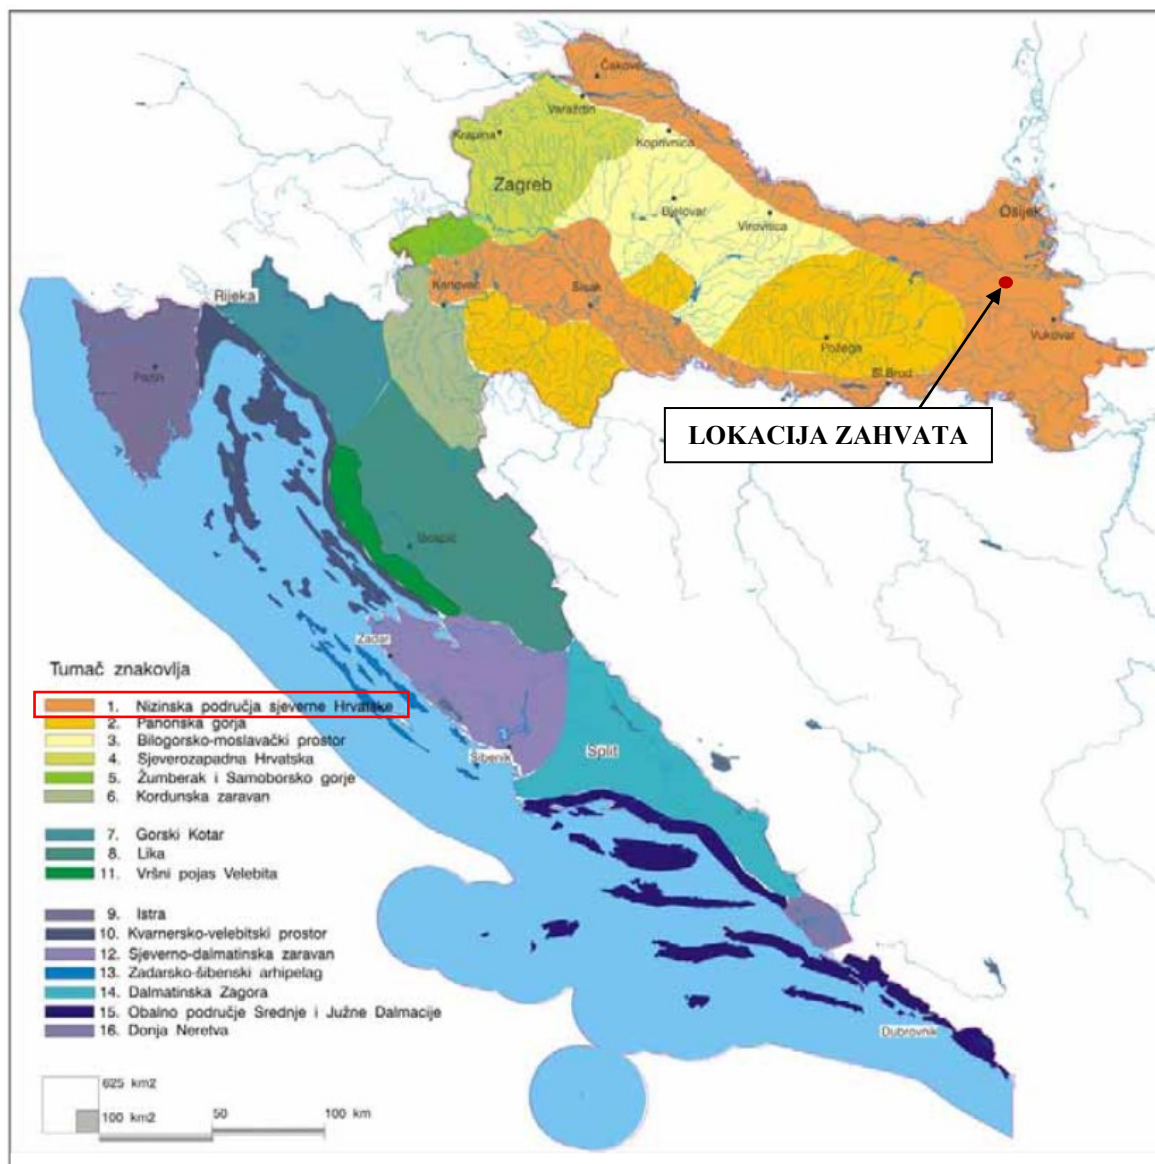 Čakovec
Varaždin
Krapina
Koprivnica
Zagreb
Bjelovar
Virovitica
Osijek
Karlovac
Sisak
Vukovar
Požega
Sl.Brod
Rijeka
Pazin
LOKACIJA ZAHVATA
Gospić
Zadar
Šibenik
Split
Dubrovnik
Tumač znakovlja
1. Nizinska područja sjeverne Hrvatske
2. Panonska gorja
3. Bilogorsko-moslavački prostor
4. Sjeverozapadna Hrvatska
5. Žumberak i Samoborsko gorje
6. Kordunska zaravan
7. Gorski Kotar
8. Lika
11. Vršni pojas Velebita
9. Istra
10. Kvarnersko-velebitski prostor
12. Sjeverno-dalmatinska zaravan
13. Zadarsko-šibenski arhipelag
14. Dalmatinska Zagora
15. Obalno područje Srednje i Južne Dalmacije
16. Donja Neretva
625 km2
100 km2
50
100 km